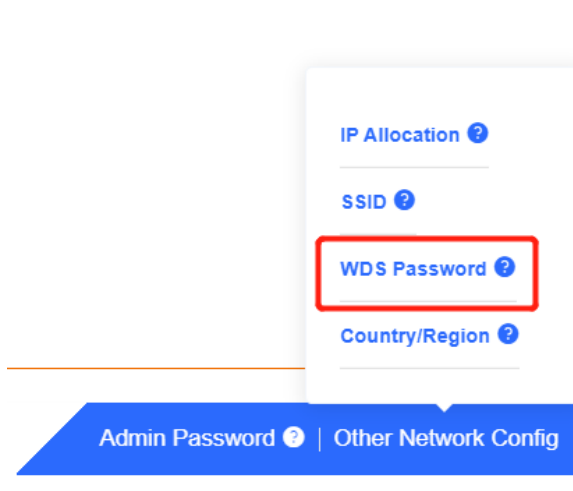 IP Allocation ?
SSID ?
WDS Password ?
Country/Region ?
Admin Password ? | Other Network Config